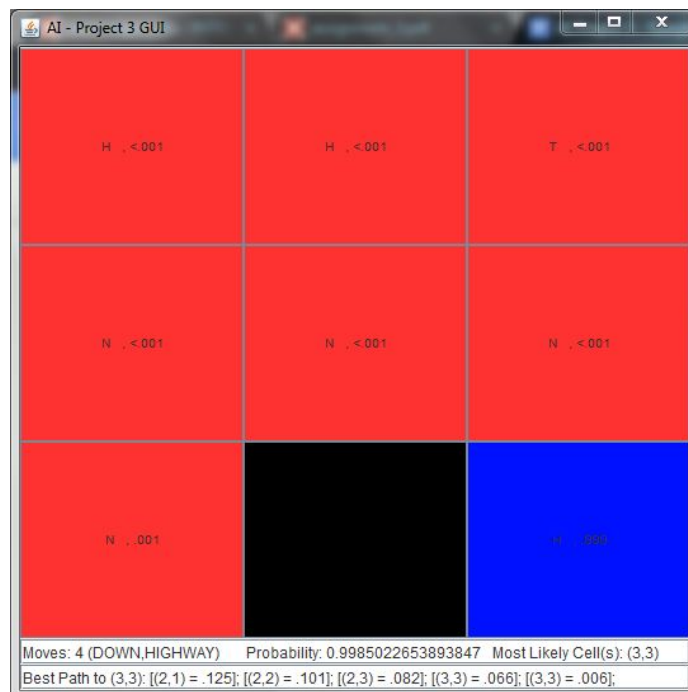 AI - Project 3 GUI
H , <.001
H , <.001
T , <.001
N , <.001
N , <.001
N , <.001
N , .001
H , .999
Moves: 4 (DOWN,HIGHWAY) Probability: 0.9985022653893847 Most Likely Cell(s): (3,3)
Best Path to (3,3): [(2,1) = .125]; [(2,2) = .101]; [(2,3) = .082]; [(3,3) = .066]; [(3,3) = .006];